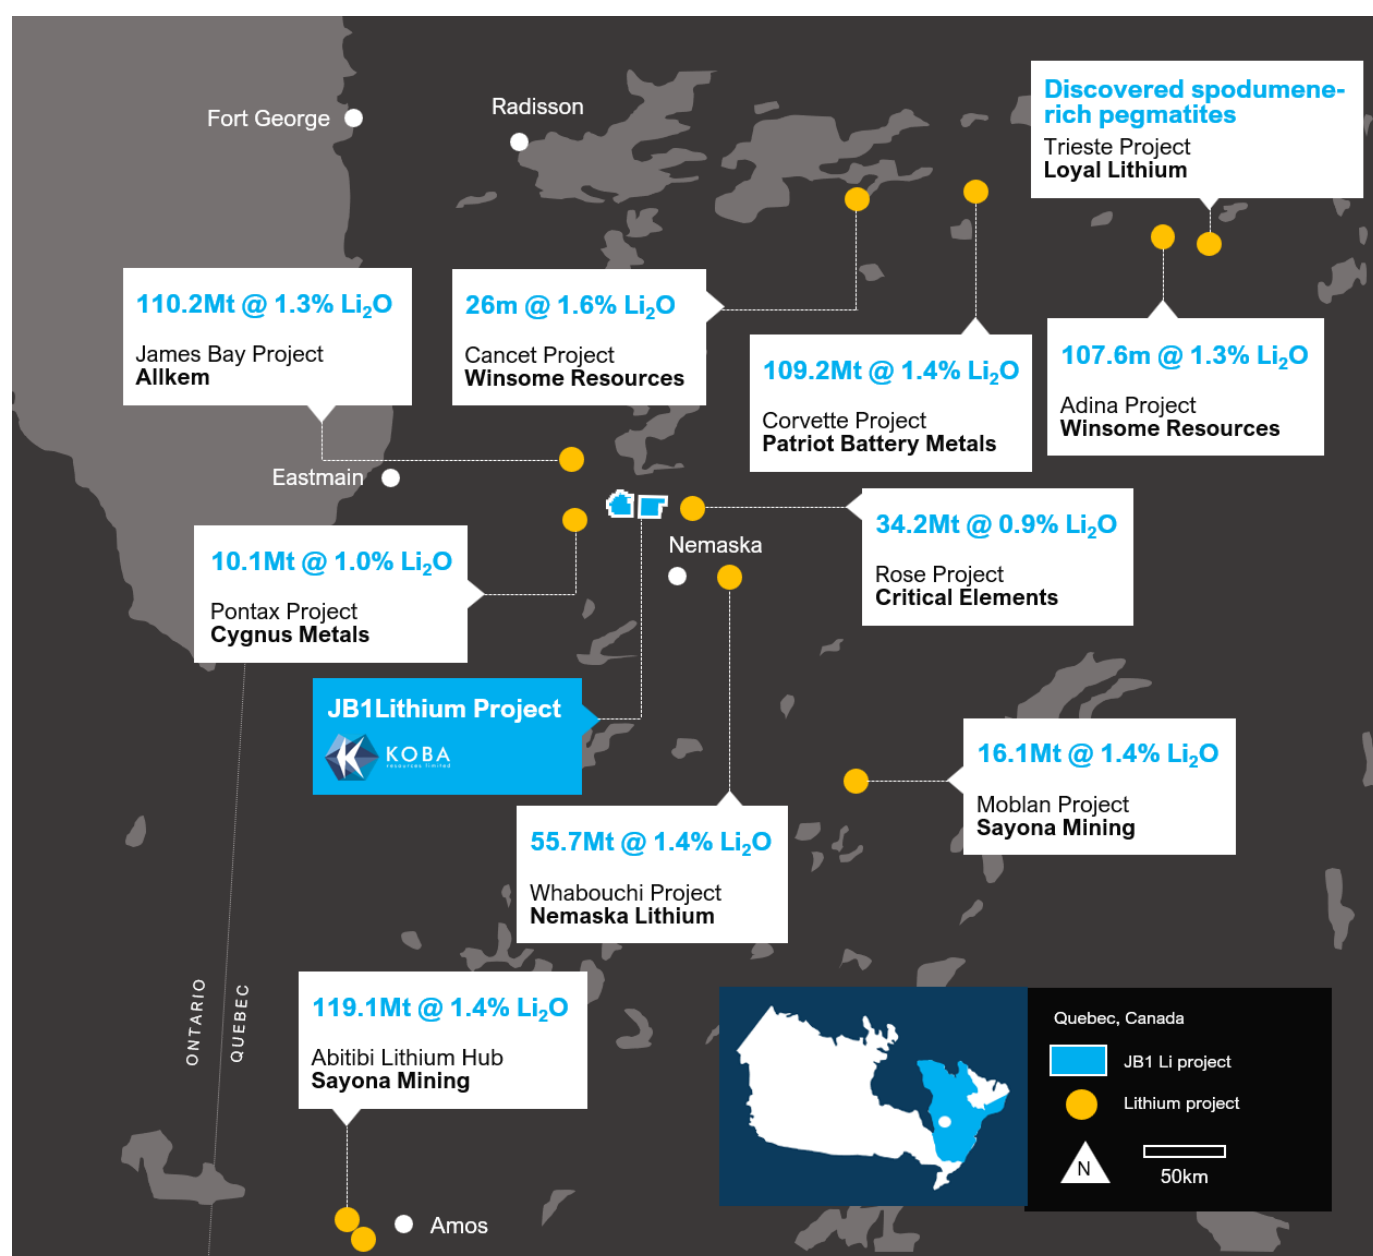 Fort George
Radisson
Discovered spodumene-
rich pegmatites
Trieste Project
Loyal Lithium
110.2Mt @ 1.3% Li₂O
James Bay Project
Allkem
26m @ 1.6% Li₂O
Cancet Project
Winsome Resources
109.2Mt @ 1.4% Li₂O
Corvette Project
Patriot Battery Metals
107.6m @ 1.3% Li₂O
Adina Project
Winsome Resources
Eastmain
10.1Mt @ 1.0% Li₂O
Pontax Project
Cygnus Metals
Nemaska
34.2Mt @ 0.9% Li₂O
Rose Project
Critical Elements
JB1Lithium Project
KOBA
resources limited
16.1Mt @ 1.4% Li₂O
Moblan Project
Sayona Mining
55.7Mt @ 1.4% Li₂O
Whabouchi Project
Nemaska Lithium
ONTARIO
QUEBEC
119.1Mt @ 1.4% Li₂O
Abitibi Lithium Hub
Sayona Mining
Amos
Quebec, Canada
JB1 Li project
Lithium project
N
50km